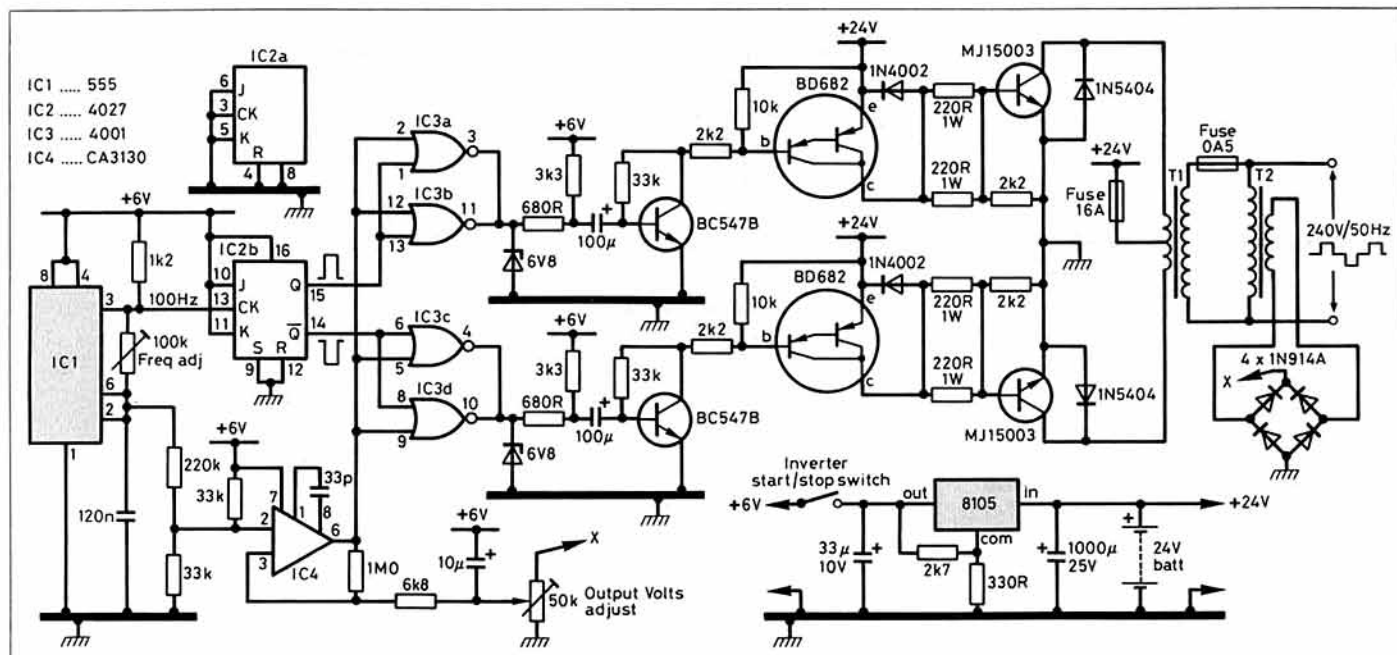 IC1 ..... 555
IC2 ..... 4027
IC3 ..... 4001
IC4 ..... CA3130
IC2a
6
J
3
CK
5
K
R
4
8
+6V
1k2
8
4
3
100Hz
100k
Freq adj
IC1
6
2
1
120n
220k
33k
IC2b
16
10
J
13
CK
11
K
Q
15
Q
14
S
R
9
12
+6V
33k
33p
7
1
8
2
6
3
IC4
1M0
6k8
+6V
10µ
+
50k
Output Volts
adjust
X
IC3a
2
3
1
IC3b
12
11
13
IC3c
6
4
5
IC3d
8
10
9
+6V
3k3
33k
680R
+
100µ
6V8
BC547B
2k2
+6V
3k3
33k
680R
+
100µ
6V8
BC547B
2k2
+24V
10k
BD682
b
e
c
1N4002
220R
1W
220R
1W
2k2
MJ15003
1N5404
+24V
10k
BD682
b
e
c
1N4002
220R
1W
2k2
220R
1W
MJ15003
1N5404
+24V
Fuse
16A
T1
Fuse
0A5
T2
240V/50Hz
4 x 1N914A
X
Inverter
start/stop switch
+6V
out
8105
in
com
+24V
33µ
10V
+
2k7
330R
+
1000µ
25V
+
24V
batt